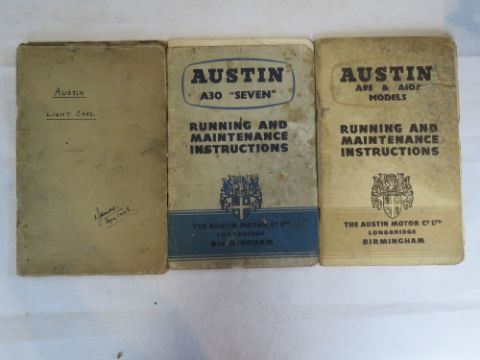 AUSTIN
LIGHT CARS.
AUSTIN
A30 "SEVEN"
RUNNING AND
MAINTENANCE
INSTRUCTIONS
THE AUSTIN MOTOR CO LTD
LONGBRIDGE
BIRMINGHAM
AUSTIN
A95 & A105
MODELS
RUNNING AND
MAINTENANCE
INSTRUCTIONS
THE AUSTIN MOTOR CO LTD
LONGBRIDGE
BIRMINGHAM